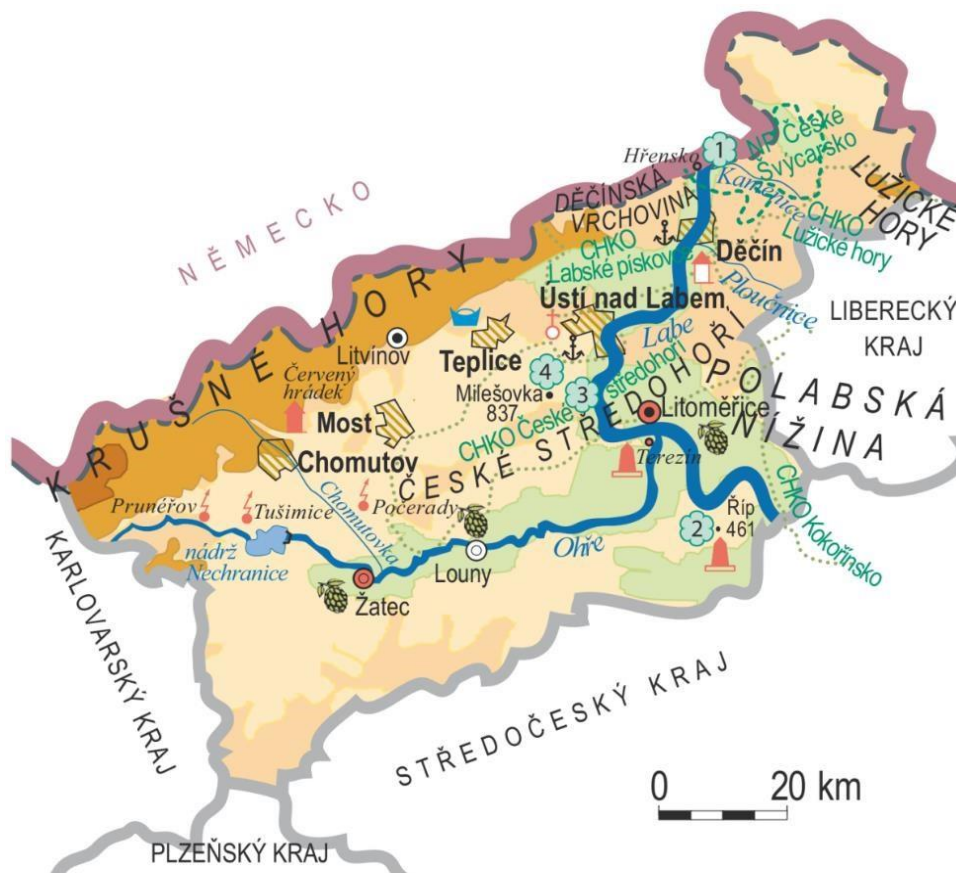 NĚMECKO
KRUŠNÉ HORY
DĚČÍNSKÁ
VRCHOVINA
Hřensko
1
NP České
Švýcarsko
Kamenice
LUŽICKÉ
HORY
CHKO
Lužické hory
CHKO
Labské pískovce
Děčín
Ploučnice
Ústí nad Labem
Labe
LIBERECKÝ
KRAJ
Litvínov
Teplice
4
Milešovka
837
3
CHKO České středohoří
ČESKÉ STŘEDOHOŘÍ
POLABSKÁ
NÍŽINA
Červený
hrádek
Most
Chomutov
Litoměřice
Terezín
CHKO Kokořínsko
Prunéřov
Tušimice
Chomutovka
Počerady
Říp
2
461
nádrž
Nechranice
Louny
Ohře
Žatec
KARLOVARSKÝ KRAJ
STŘEDOČESKÝ KRAJ
PLZEŇSKÝ KRAJ
0 20 km